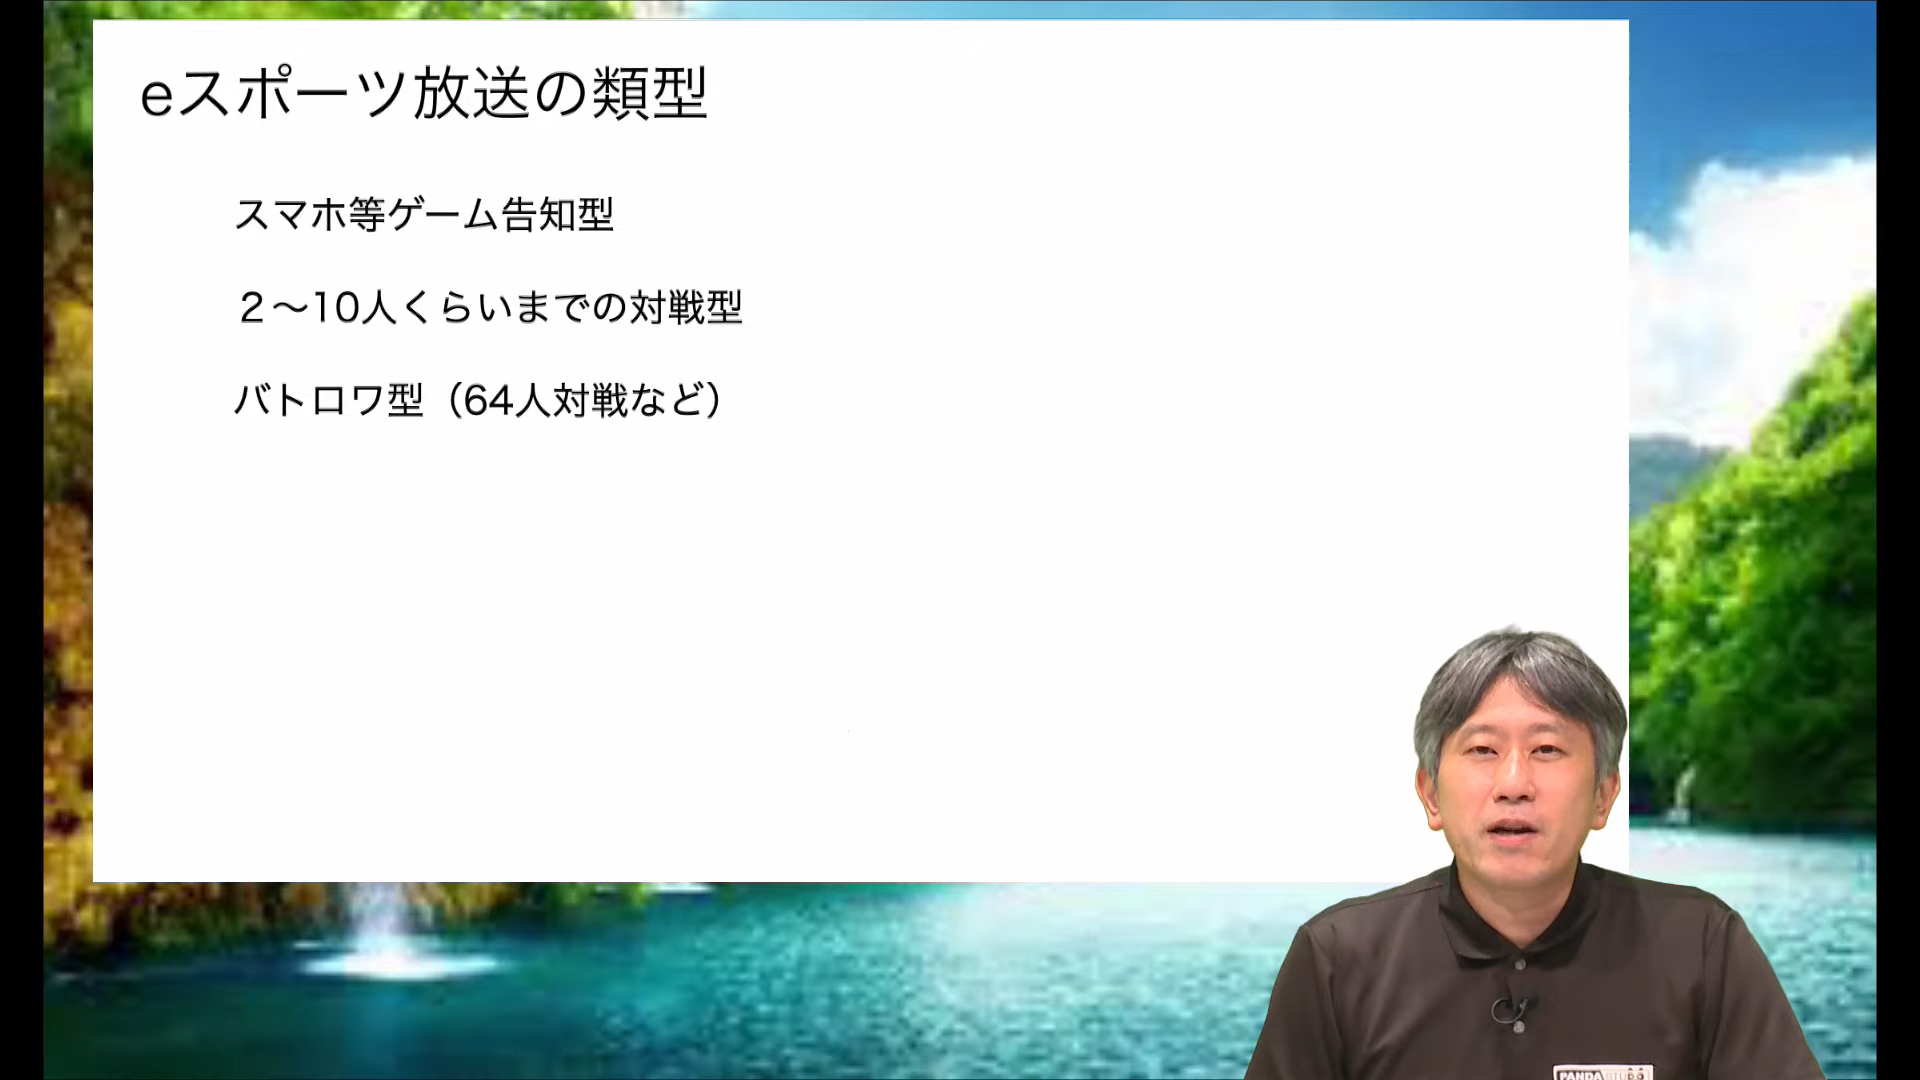 eスポーツ放送の類型
スマホ等ゲーム告知型
２〜10人くらいまでの対戦型
バトロワ型（64人対戦など）
PANDASTUDIO